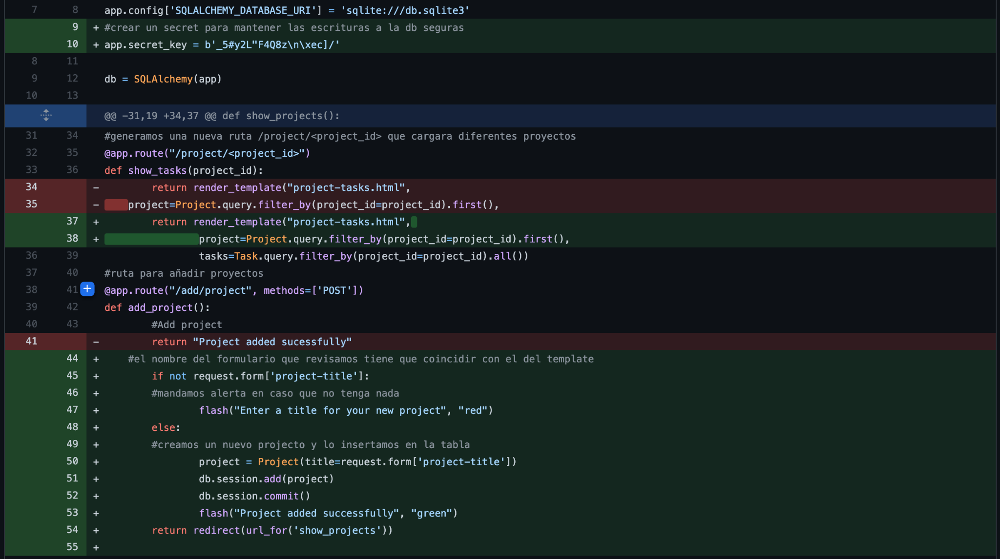 7 8 app.config['SQLALCHEMY_DATABASE_URI'] = 'sqlite:///db.sqlite3'
9 + #crear un secret para mantener las escrituras a la db seguras
10 + app.secret_key = b'_5#y2L"F4Q8z\n\xec]/'
8 11
9 12 db = SQLAlchemy(app)
10 13
@@ -31,19 +34,37 @@ def show_projects():
31 34 #generamos una nueva ruta /project/<project_id> que cargara diferentes proyectos
32 35 @app.route("/project/<project_id>")
33 36 def show_tasks(project_id):
34 - return render_template("project-tasks.html",
35 - project=Project.query.filter_by(project_id=project_id).first(),
37 + return render_template("project-tasks.html",
38 + project=Project.query.filter_by(project_id=project_id).first(),
36 39 tasks=Task.query.filter_by(project_id=project_id).all())
37 40 #ruta para añadir proyectos
38 41 + @app.route("/add/project", methods=['POST'])
39 42 def add_project():
40 43 #Add project
41 - return "Project added sucessfully"
44 + #el nombre del formulario que revisamos tiene que coincidir con el del template
45 + if not request.form['project-title']:
46 + #mandamos alerta en caso que no tenga nada
47 + flash("Enter a title for your new project", "red")
48 + else:
49 + #creamos un nuevo projecto y lo insertamos en la tabla
50 + project = Project(title=request.form['project-title'])
51 + db.session.add(project)
52 + db.session.commit()
53 + flash("Project added successfully", "green")
54 + return redirect(url_for('show_projects'))
55 +